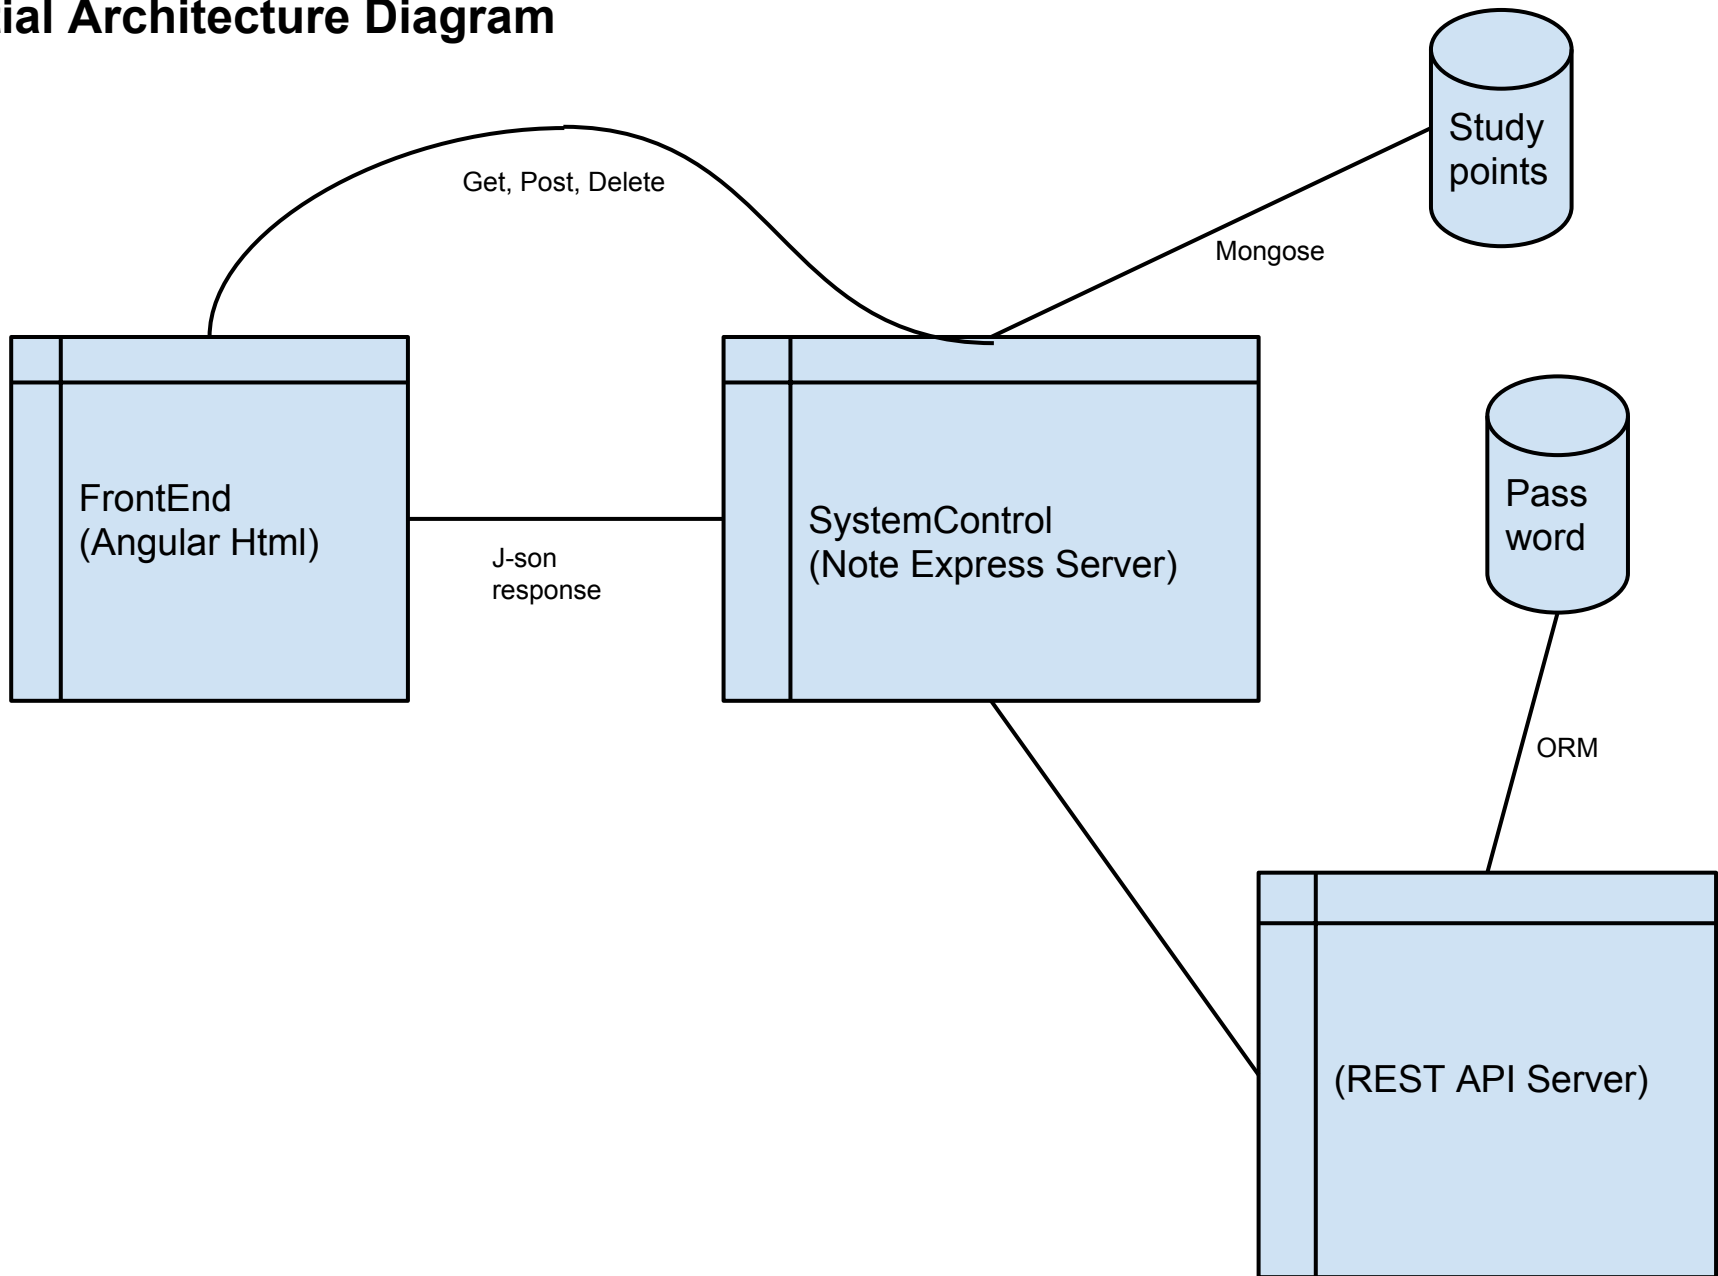 tial Architecture Diagram
Study
points
Get, Post, Delete
Mongose
FrontEnd
(Angular Html)
SystemControl
(Note Express Server)
J-son
response
Pass
word
ORM
(REST API Server)